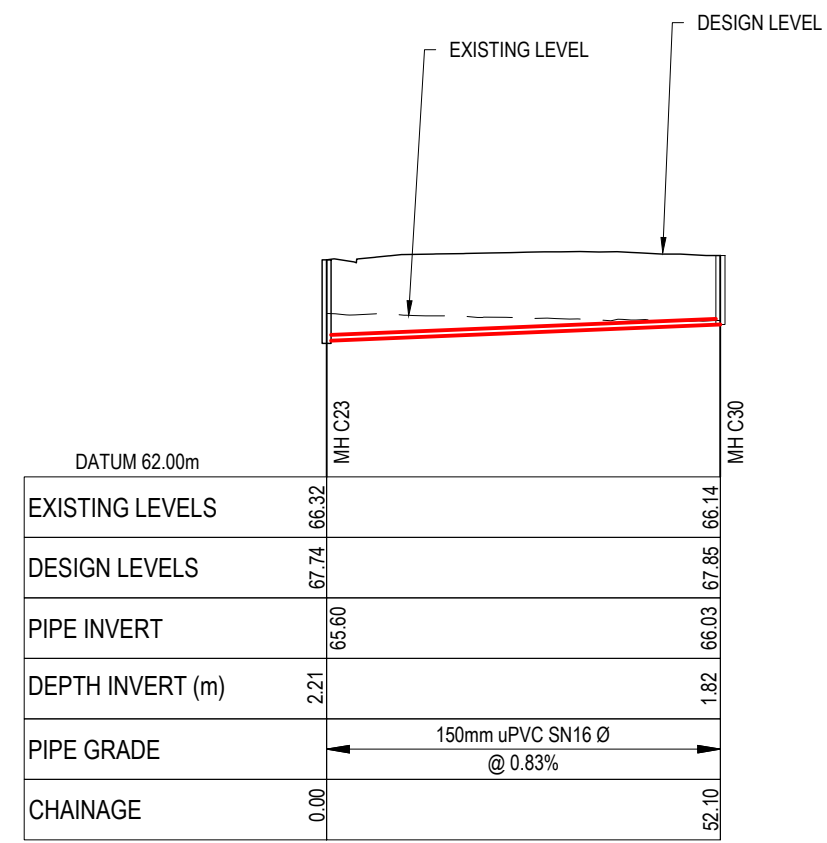 DESIGN LEVEL
EXISTING LEVEL
MH C23
MH C30
DATUM 62.00m
EXISTING LEVELS 66.32 66.14
DESIGN LEVELS 67.74 67.85
PIPE INVERT 65.60 66.03
DEPTH INVERT (m) 2.21 1.82
PIPE GRADE
150mm uPVC SN16 Ø
@ 0.83%
CHAINAGE 0.00 52.10